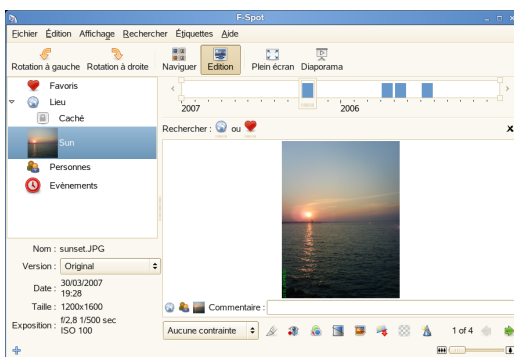 F-Spot
Fichier Édition Affichage Rechercher Étiquettes Aide
Rotation à gauche Rotation à droite Naviguer Edition Plein écran Diaporama
Favoris
Lieu
Caché
Sun
Personnes
Evènements
2007 2006
Rechercher : ou
x
Nom : sunset.JPG
Version : Original
Date : 30/03/2007
19:28
Taille : 1200x1600
Exposition : f/2,8 1/500 sec
ISO 100
Commentaire :
Aucune contrainte
1 of 4